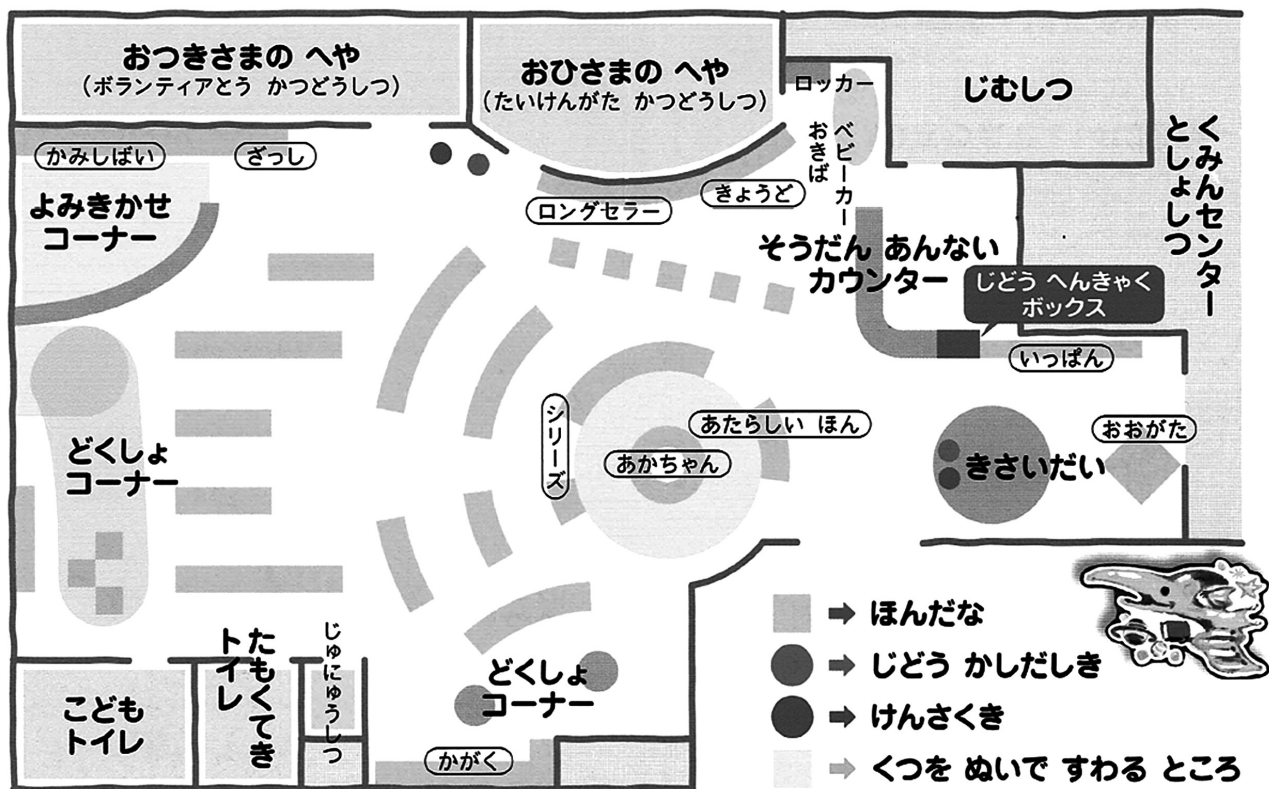 おつきさまの へや
(ボランティアとう かつどうしつ)
おひさまの へや
(たいけんがた かつどうしつ)
ロッカー
じむしつ
くみんセンター
としょしつ
かみしばい
ざっし
ベビーカー
おきば
きょうど
ロングセラー
よみきかせ
コーナー
そうだん あんない
カウンター
じどう へんきゃく
ボックス
いっぱん
シリーズ
あたらしい ほん
あかちゃん
おおがた
きさいだい
どくしょ
コーナー
ほんだな
じどう かしだしき
けんさくき
くつを ぬいで すわる ところ
じゅにゅうしつ
たもくてき
トイレ
こども
トイレ
どくしょ
コーナー
かがく